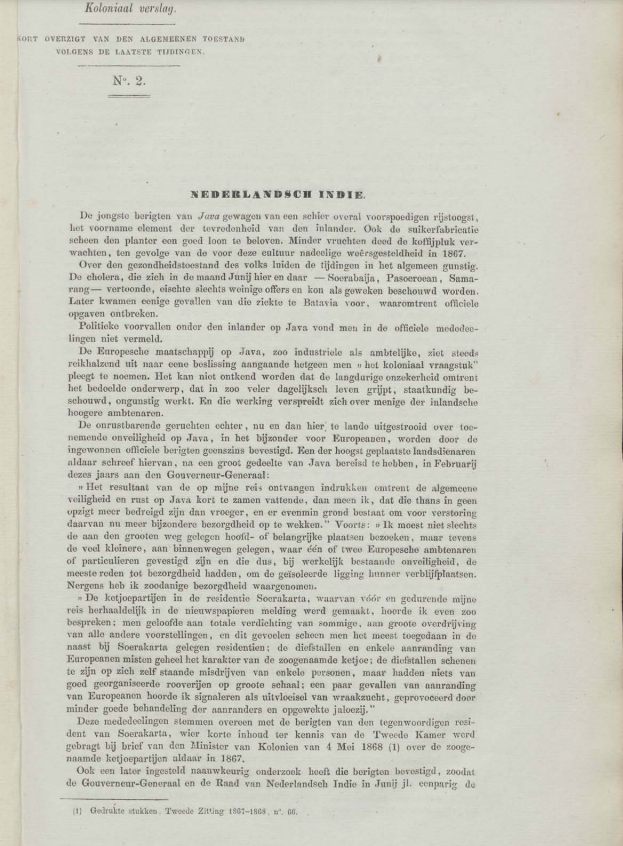 Koloniaal verslag.
KORT OVERZIGT VAN DEN ALGEMEENEN TOESTAND
VOLGENS DE LAATSTE TIJDINGEN.
N°. 2.
NEDERLANDSCH INDIE.
De jongste berigten van Java gewagen van een schier overal voorspoedigen rijstoogst,
het voorname element der tevredenheid van den inlander. Ook de suikerfabricatie
scheen den planter een goed loon te beloven. Minder vruchten deed de koffijpluk ver-
wachten, ten gevolge van de voor deze cultuur nadeelige weêrsgesteldheid in 1867.
Over den gezondheidstoestand des volks luiden de tijdingen in het algemeen gunstig.
De cholera, die zich in de maand Junij hier en daar — Soerabaija, Pasoeroean, Sama-
rang — vertoonde, eischte slechts weinige offers en kon als geweken beschouwd worden.
Later kwamen eenige gevallen van die ziekte te Batavia voor, waaromtrent officiele
opgaven ontbreken.
Politieke voorvallen onder den inlander op Java vond men in de officiele mededee-
lingen niet vermeld.
De Europesche maatschappij op Java, zoo industriele als ambtelijke, ziet steeds
reikhalzend uit naar eene beslissing aangaande hetgeen men »het koloniaal vraagstuk"
pleegt te noemen. Het kan niet ontkend worden dat de langdurige onzekerheid omtrent
het bedoelde onderwerp, dat in zoo veler dagelijksch leven grijpt, staatkundig be-
schouwd, ongunstig werkt. En die werking verspreidt zich over menige der inlandsche
hoogere ambtenaren.
De onrustbarende geruchten echter, nu en dan hier te lande uitgestrooid over toe-
nemende onveiligheid op Java, in het bijzonder voor Europeanen, worden door de
ingewonnen officiele berigten geenszins bevestigd. Een der hoogst geplaatste landsdienaren
aldaar schreef hiervan, na een groot gedeelte van Java bereisd te hebben, in Februarij
dezes jaars aan den Gouverneur-Generaal:
»Het resultaat van de op mijne reis ontvangen indrukken omtrent de algemeene
veiligheid en rust op Java kort te zamen vattende, dan meen ik, dat die thans in geen
opzigt meer bedreigd zijn dan vroeger, en er evenmin grond bestaat om voor verstoring
daarvan nu meer bijzondere bezorgdheid op te wekken." Voorts: »Ik moest niet slechts
de aan den grooten weg gelegen hoofd- of belangrijke plaatsen bezoeken, maar tevens
de veel kleinere, aan binnenwegen gelegen, waar één of twee Europesche ambtenaren
of particulieren gevestigd zijn en die dus, bij werkelijk bestaande onveiligheid, de
meeste reden tot bezorgdheid hadden, om de geïsoleerde ligging hunner verblijfplaatsen.
Nergens heb ik zoodanige bezorgdheid waargenomen.
»De ketjoepartijen in de residentie Soerakarta, waarvan vóór en gedurende mijne
reis herhaaldelijk in de nieuwspapieren melding werd gemaakt, hoorde ik even zoo
bespreken; men geloofde aan totale verdichting van sommige, aan groote overdrijving
van alle andere voorstellingen, en dit gevoelen scheen men het meest toegedaan in de
naast bij Soerakarta gelegen residentien; de diefstallen en enkele aanranding van
Europeanen misten geheel het karakter van de zoogenaamde ketjoe; de diefstallen schenen
te zijn op zich zelf staande misdrijven van enkele personen, maar hadden niets van
goed georganiseerde rooverijen op groote schaal; een paar gevallen van aanranding
van Europeanen hoorde ik signaleren als uitvloeisel van wraakzucht, geprovoceerd door
minder goede behandeling der aanranders en opgewekte jaloezij."
Deze mededeelingen stemmen overeen met de berigten van den tegenwoordigen resi-
dent van Soerakarta, wier korte inhoud ter kennis van de Tweede Kamer werd
gebragt bij brief van den Minister van Kolonien van 4 Mei 1868 (1) over de zooge-
naamde ketjoepartijen aldaar in 1867.
Ook een later ingesteld naauwkeurig onderzoek heeft die berigten bevestigd, zoodat
de Gouverneur-Generaal en de Raad van Nederlandsch Indie in Junij jl. eenparig de
(1) Gedrukte stukken. Tweede Zitting 1867-1868, n°. 66.